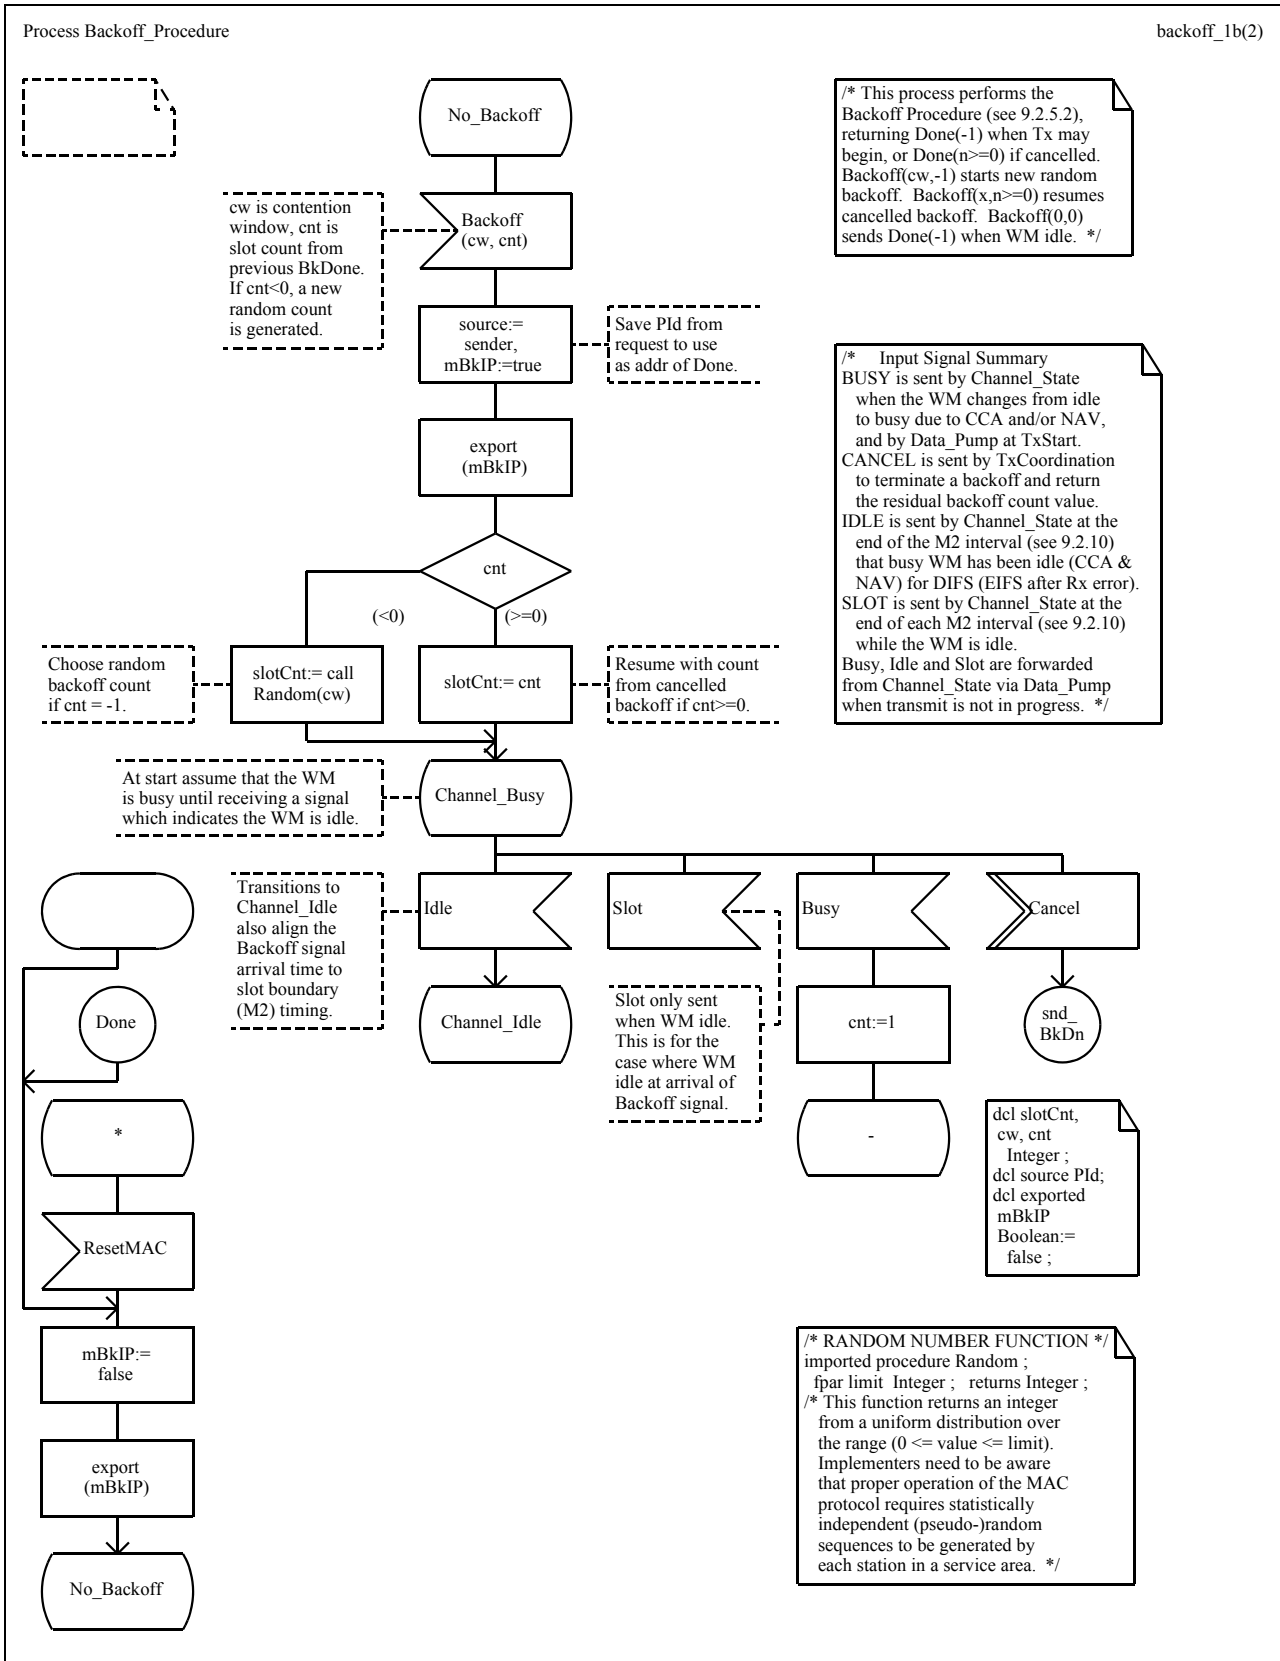 Process Backoff_Procedure
backoff_1b(2)
No_Backoff
/* This process performs the
Backoff Procedure (see 9.2.5.2),
returning Done(-1) when Tx may
begin, or Done(n>=0) if cancelled.
Backoff(cw,-1) starts new random
backoff. Backoff(x,n>=0) resumes
cancelled backoff. Backoff(0,0)
sends Done(-1) when WM idle. */
cw is contention
window, cnt is
slot count from
previous BkDone.
If cnt<0, a new
random count
is generated.
Backoff
(cw, cnt)
source:=
sender,
mBkIP:=true
Save PId from
request to use
as addr of Done.
/* Input Signal Summary
BUSY is sent by Channel_State
when the WM changes from idle
to busy due to CCA and/or NAV,
and by Data_Pump at TxStart.
CANCEL is sent by TxCoordination
to terminate a backoff and return
the residual backoff count value.
IDLE is sent by Channel_State at the
end of the M2 interval (see 9.2.10)
that busy WM has been idle (CCA &
NAV) for DIFS (EIFS after Rx error).
SLOT is sent by Channel_State at the
end of each M2 interval (see 9.2.10)
while the WM is idle.
Busy, Idle and Slot are forwarded
from Channel_State via Data_Pump
when transmit is not in progress. */
export
(mBkIP)
cnt
(<0)
(>=0)
Choose random
backoff count
if cnt = -1.
slotCnt:= call
Random(cw)
slotCnt:= cnt
Resume with count
from cancelled
backoff if cnt>=0.
At start assume that the WM
is busy until receiving a signal
which indicates the WM is idle.
Channel_Busy
Transitions to
Channel_Idle
also align the
Backoff signal
arrival time to
slot boundary
(M2) timing.
Idle
Slot
Busy
Cancel
Done
Channel_Idle
Slot only sent
when WM idle.
This is for the
case where WM
idle at arrival of
Backoff signal.
cnt:=1
snd_
BkDn
*
-
dcl slotCnt,
cw, cnt
Integer ;
dcl source PId;
dcl exported
mBkIP
Boolean:=
false ;
ResetMAC
mBkIP:=
false
export
(mBkIP)
No_Backoff
/* RANDOM NUMBER FUNCTION */
imported procedure Random ;
fpar limit Integer ; returns Integer ;
/* This function returns an integer
from a uniform distribution over
the range (0 <= value <= limit).
Implementers need to be aware
that proper operation of the MAC
protocol requires statistically
independent (pseudo-)random
sequences to be generated by
each station in a service area. */